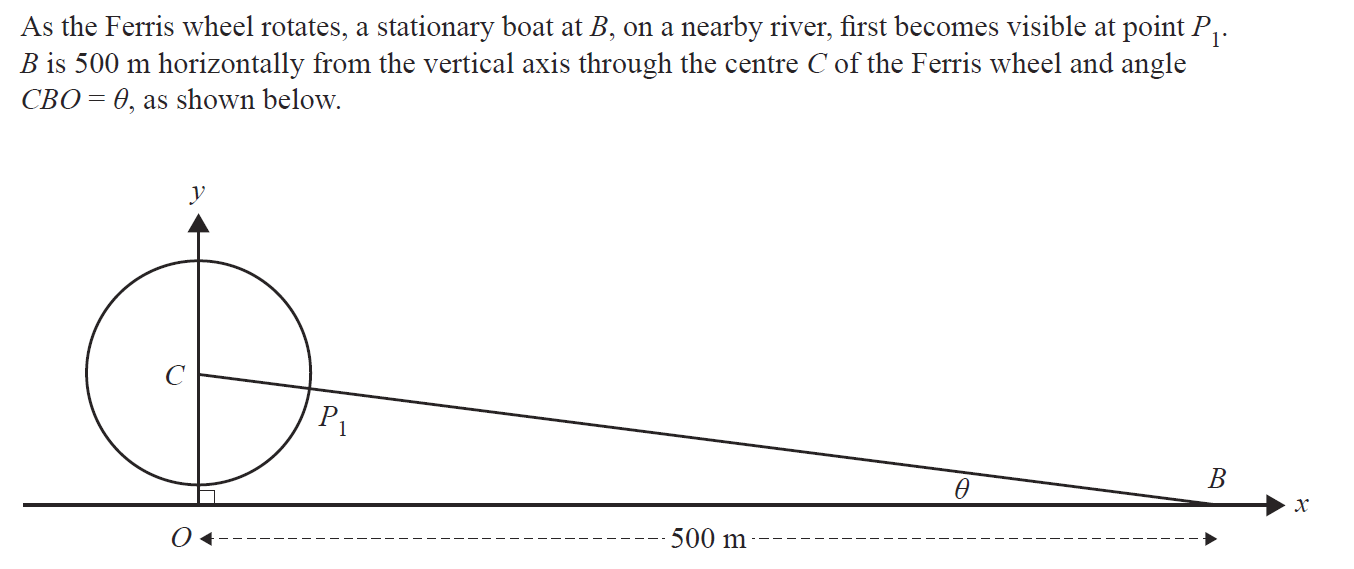 As the Ferris wheel rotates, a stationary boat at B, on a nearby river, first becomes visible at point P₁.
B is 500 m horizontally from the vertical axis through the centre C of the Ferris wheel and angle
CBO = θ, as shown below.
y
C
P₁
B
θ
x
O
500 m